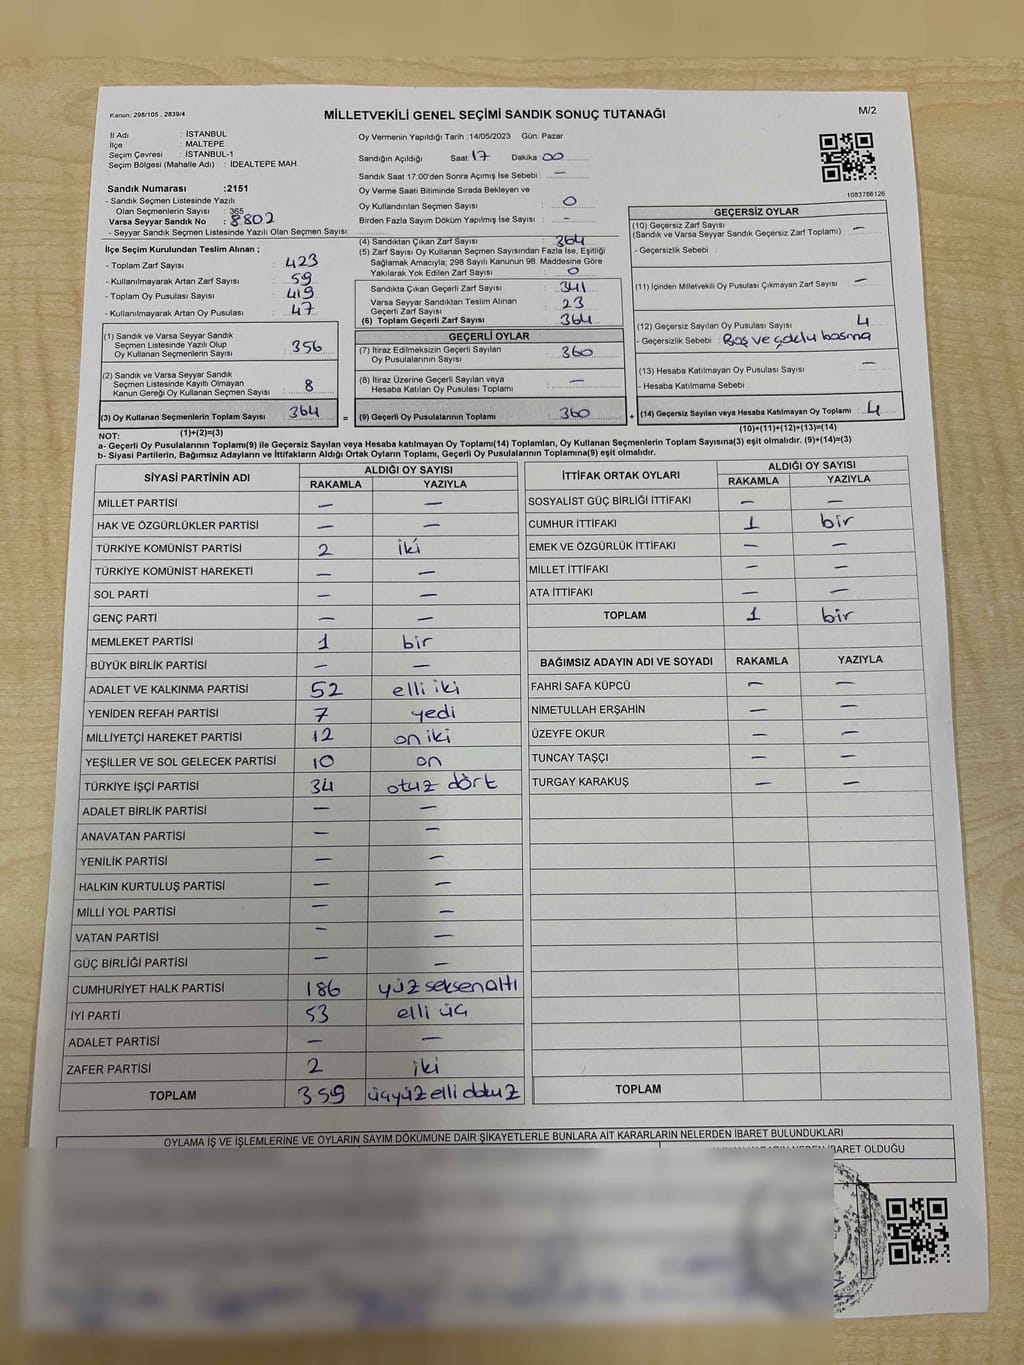 Kanun: 298/105 , 2839/4
MİLLETVEKİLİ GENEL SEÇİMİ SANDIK SONUÇ TUTANAĞI
M/2
İl Adı : İSTANBUL
İlçe : MALTEPE
Seçim Çevresi : İSTANBUL-1
Seçim Bölgesi (Mahalle Adı) : İDEALTEPE MAH.
Sandık Numarası :2151
- Sandık Seçmen Listesinde Yazılı
Olan Seçmenlerin Sayısı : 365
Varsa Seyyar Sandık No : 8802
- Seyyar Sandık Seçmen Listesinde Yazılı Olan Seçmen Sayısı:
Oy Vermenin Yapıldığı Tarih :14/05/2023 Gün: Pazar
Sandığın Açıldığı Saat 17 Dakika 00
Sandık Saat 17:00'den Sonra Açımış İse Sebebi : —
Oy Verme Saati Bitiminde Sırada Bekleyen ve
Oy Kullandırılan Seçmen Sayısı : 0
Birden Fazla Sayım Döküm Yapılmış İse Sayısı : -
1083786126
İlçe Seçim Kurulundan Teslim Alınan ;
- Toplam Zarf Sayısı : 423
- Kullanılmayarak Artan Zarf Sayısı : 59
- Toplam Oy Pusulası Sayısı : 419
- Kullanılmayarak Artan Oy Pusulası : 47
(4) Sandıktan Çıkan Zarf Sayısı : 364
(5) Zarf Sayısı Oy Kullanan Seçmen Sayısından Fazla İse, Eşitliği
Sağlamak Amacıyla; 298 Sayılı Kanunun 98. Maddesine Göre
Yakılarak Yok Edilen Zarf Sayısı : 0
Sandıkta Çıkan Geçerli Zarf Sayısı : 341
Varsa Seyyar Sandıktan Teslim Alınan
Geçerli Zarf Sayısı : 23
(6) Toplam Geçerli Zarf Sayısı : 364
GEÇERSİZ OYLAR
(10) Geçersiz Zarf Sayısı : —
(Sandık ve Varsa Seyyar Sandık Geçersiz Zarf Toplamı)
- Geçersizlik Sebebi :
(11) İçinden Milletvekili Oy Pusulası Çıkmayan Zarf Sayısı : —
(12) Geçersiz Sayılan Oy Pusulası Sayısı : 4
- Geçersizlik Sebebi : Boş ve çoklu basma
(13) Hesaba Katılmayan Oy Pusulası Sayısı : —
- Hesaba Katılmama Sebebi :
(1) Sandık ve Varsa Seyyar Sandık
Seçmen Listesinde Yazılı Olup
Oy Kullanan Seçmenlerin Sayısı : 356
(2) Sandık ve Varsa Seyyar Sandık
Seçmen Listesinde Kayıtlı Olmayan
Kanun Gereği Oy Kullanan Seçmen Sayısı : 8
(3) Oy Kullanan Seçmenlerin Toplam Sayısı : 364
GEÇERLİ OYLAR
(7) İtiraz Edilmeksizin Geçerli Sayılan
Oy Pusulalarının Sayısı : 360
(8) İtiraz Üzerine Geçerli Sayılan veya
Hesaba Katılan Oy Pusulası Toplamı : —
= (9) Geçerli Oy Pusulalarının Toplamı : 360
+ (14) Geçersiz Sayılan veya Hesaba Katılmayan Oy Toplamı : 4
NOT: (1)+(2)=(3)
(10)+(11)+(12)+(13)=(14)
a- Geçerli Oy Pusulalarının Toplamı(9) ile Geçersiz Sayılan veya Hesaba katılmayan Oy Toplamı(14) Toplamları, Oy Kullanan Seçmenlerin Toplam Sayısına(3) eşit olmalıdır. (9)+(14)=(3)
b- Siyasi Partilerin, Bağımsız Adayların ve İttifakların Aldığı Ortak Oyların Toplamı, Geçerli Oy Pusulalarının Toplamına(9) eşit olmalıdır.
SİYASİ PARTİNİN ADI ALDIĞI OY SAYISI
RAKAMLA YAZIYLA
MİLLET PARTİSİ — —
HAK VE ÖZGÜRLÜKLER PARTİSİ — —
TÜRKİYE KOMÜNİST PARTİSİ 2 iki
TÜRKİYE KOMÜNİST HAREKETİ — —
SOL PARTİ — —
GENÇ PARTİ — —
MEMLEKET PARTİSİ 1 bir
BÜYÜK BİRLİK PARTİSİ — —
ADALET VE KALKINMA PARTİSİ 52 elli iki
YENİDEN REFAH PARTİSİ 7 yedi
MİLLİYETÇİ HAREKET PARTİSİ 12 on iki
YEŞİLLER VE SOL GELECEK PARTİSİ 10 on
TÜRKİYE İŞÇİ PARTİSİ 34 otuz dört
ADALET BİRLİK PARTİSİ — —
ANAVATAN PARTİSİ — —
YENİLİK PARTİSİ — —
HALKIN KURTULUŞ PARTİSİ — —
MİLLİ YOL PARTİSİ — —
VATAN PARTİSİ — —
GÜÇ BİRLİĞİ PARTİSİ — —
CUMHURİYET HALK PARTİSİ 186 yüz seksen altı
İYİ PARTİ 53 elli üç
ADALET PARTİSİ — —
ZAFER PARTİSİ 2 iki
TOPLAM 359 üçyüz elli dokuz
İTTİFAK ORTAK OYLARI ALDIĞI OY SAYISI
RAKAMLA YAZIYLA
SOSYALİST GÜÇ BİRLİĞİ İTTİFAKI — —
CUMHUR İTTİFAKI 1 bir
EMEK VE ÖZGÜRLÜK İTTİFAKI — —
MİLLET İTTİFAKI — —
ATA İTTİFAKI — —
TOPLAM 1 bir
BAĞIMSIZ ADAYIN ADI VE SOYADI RAKAMLA YAZIYLA
FAHRİ SAFA KÜPCÜ — —
NİMETULLAH ERŞAHİN — —
ÜZEYFE OKUR — —
TUNCAY TAŞÇI — —
TURGAY KARAKUŞ — —
TOPLAM
OYLAMA İŞ VE İŞLEMLERİNE VE OYLARIN SAYIM DÖKÜMÜNE DAİR ŞİKAYETLERLE BUNLARA AİT KARARLARIN NELERDEN İBARET BULUNDUKLARI
İBARET OLDUĞU